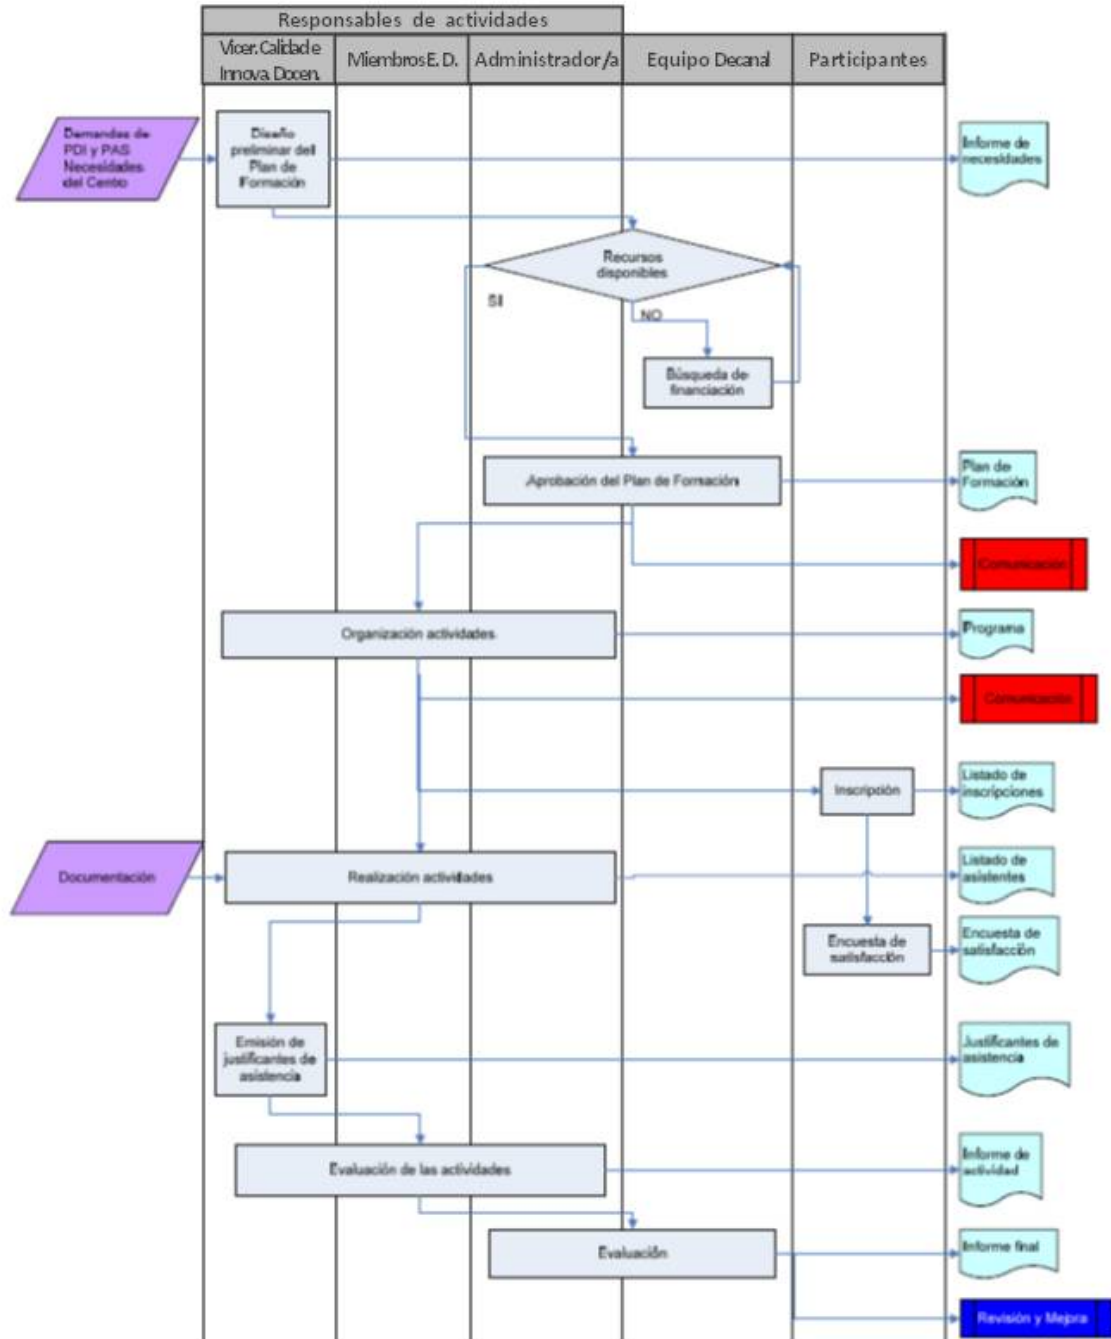 Responsables de actividades
Vicer. Calidad e
Innova. Docen.
Miembros E. D.
Administrador/a
Equipo Decanal
Participantes
Demandas de
PDI y PAS
Necesidades
del Centro
Diseño
preliminar del
Plan de
Formación
Informe de
necesidades
Recursos
disponibles
SI
NO
Búsqueda de
financiación
Aprobación del Plan de Formación
Plan de
Formación
Comunicación
Organización actividades
Programa
Comunicación
Inscripción
Listado de
inscripciones
Documentación
Realización actividades
Listado de
asistentes
Encuesta de
satisfacción
Encuesta de
satisfacción
Emisión de
justificantes de
asistencia
Justificantes de
asistencia
Evaluación de las actividades
Informe de
actividad
Evaluación
Informe final
Revisión y Mejora